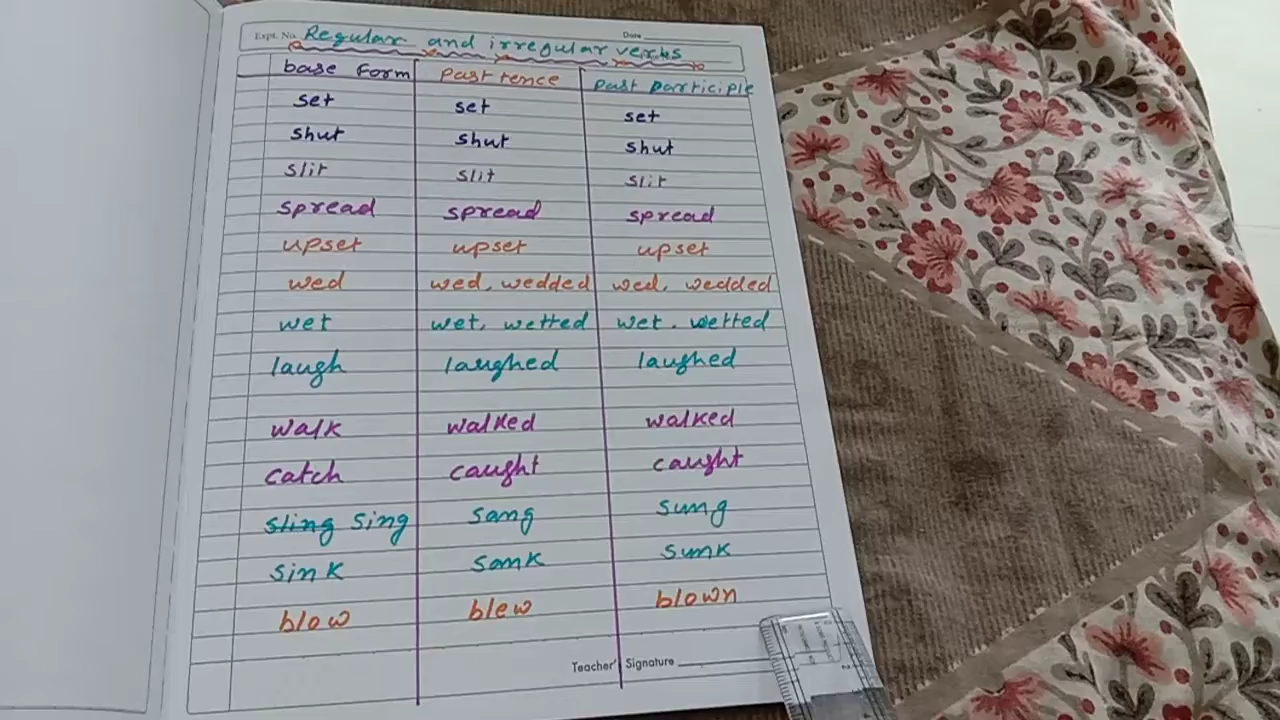 Expt. No. Regular and irregular verbs Date
base form past tence past participle
set set set
shut shut shut
slit slit slit
spread spread spread
upset upset upset
wed wed, wedded wed, wedded
wet wet, wetted wet, wetted
laugh laughed laughed
walk walked walked
catch caught caught
sling sing sang sung
sink sank sunk
blow blew blown
Teacher's Signature